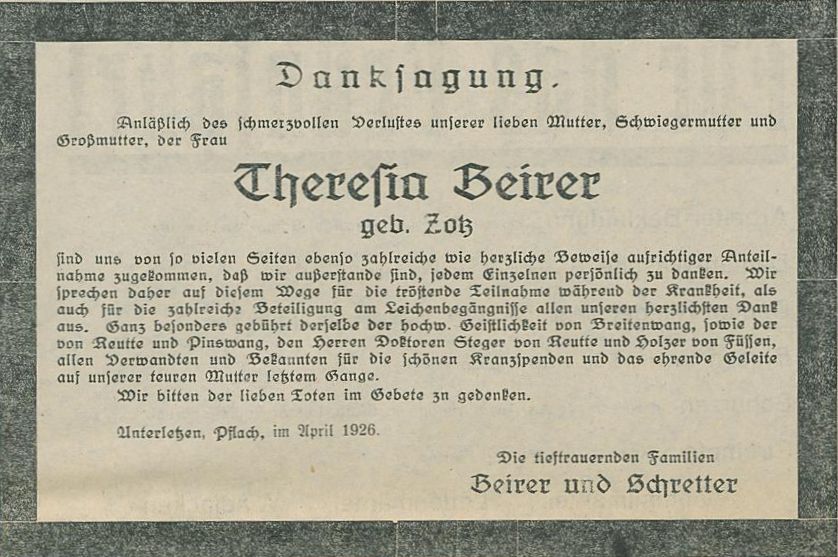 Danksagung.
Anläßlich des schmerzvollen Verlustes unserer lieben Mutter, Schwiegermutter und
Großmutter, der Frau
Theresia Beirer
geb. Zotz
sind uns von so vielen Seiten ebenso zahlreiche wie herzliche Beweise aufrichtiger Anteil-
nahme zugekommen, daß wir außerstande sind, jedem Einzelnen persönlich zu danken. Wir
sprechen daher auf diesem Wege für die tröstende Teilnahme während der Krankheit, als
auch für die zahlreiche Beteiligung am Leichenbegängnisse allen unseren herzlichsten Dank
aus. Ganz besonders gebührt derselbe der hochw. Geistlichkeit von Breitenwang, sowie der
von Reutte und Pinswang, den Herren Doktoren Steger von Reutte und Holzer von Füssen,
allen Verwandten und Bekannten für die schönen Kranzspenden und das ehrende Geleite
auf unserer teuren Mutter letztem Gange.
Wir bitten der lieben Toten im Gebete zn gedenken.
Unterletzen, Pflach, im April 1926.
Die tieftrauernden Familien
Beirer und Schretter